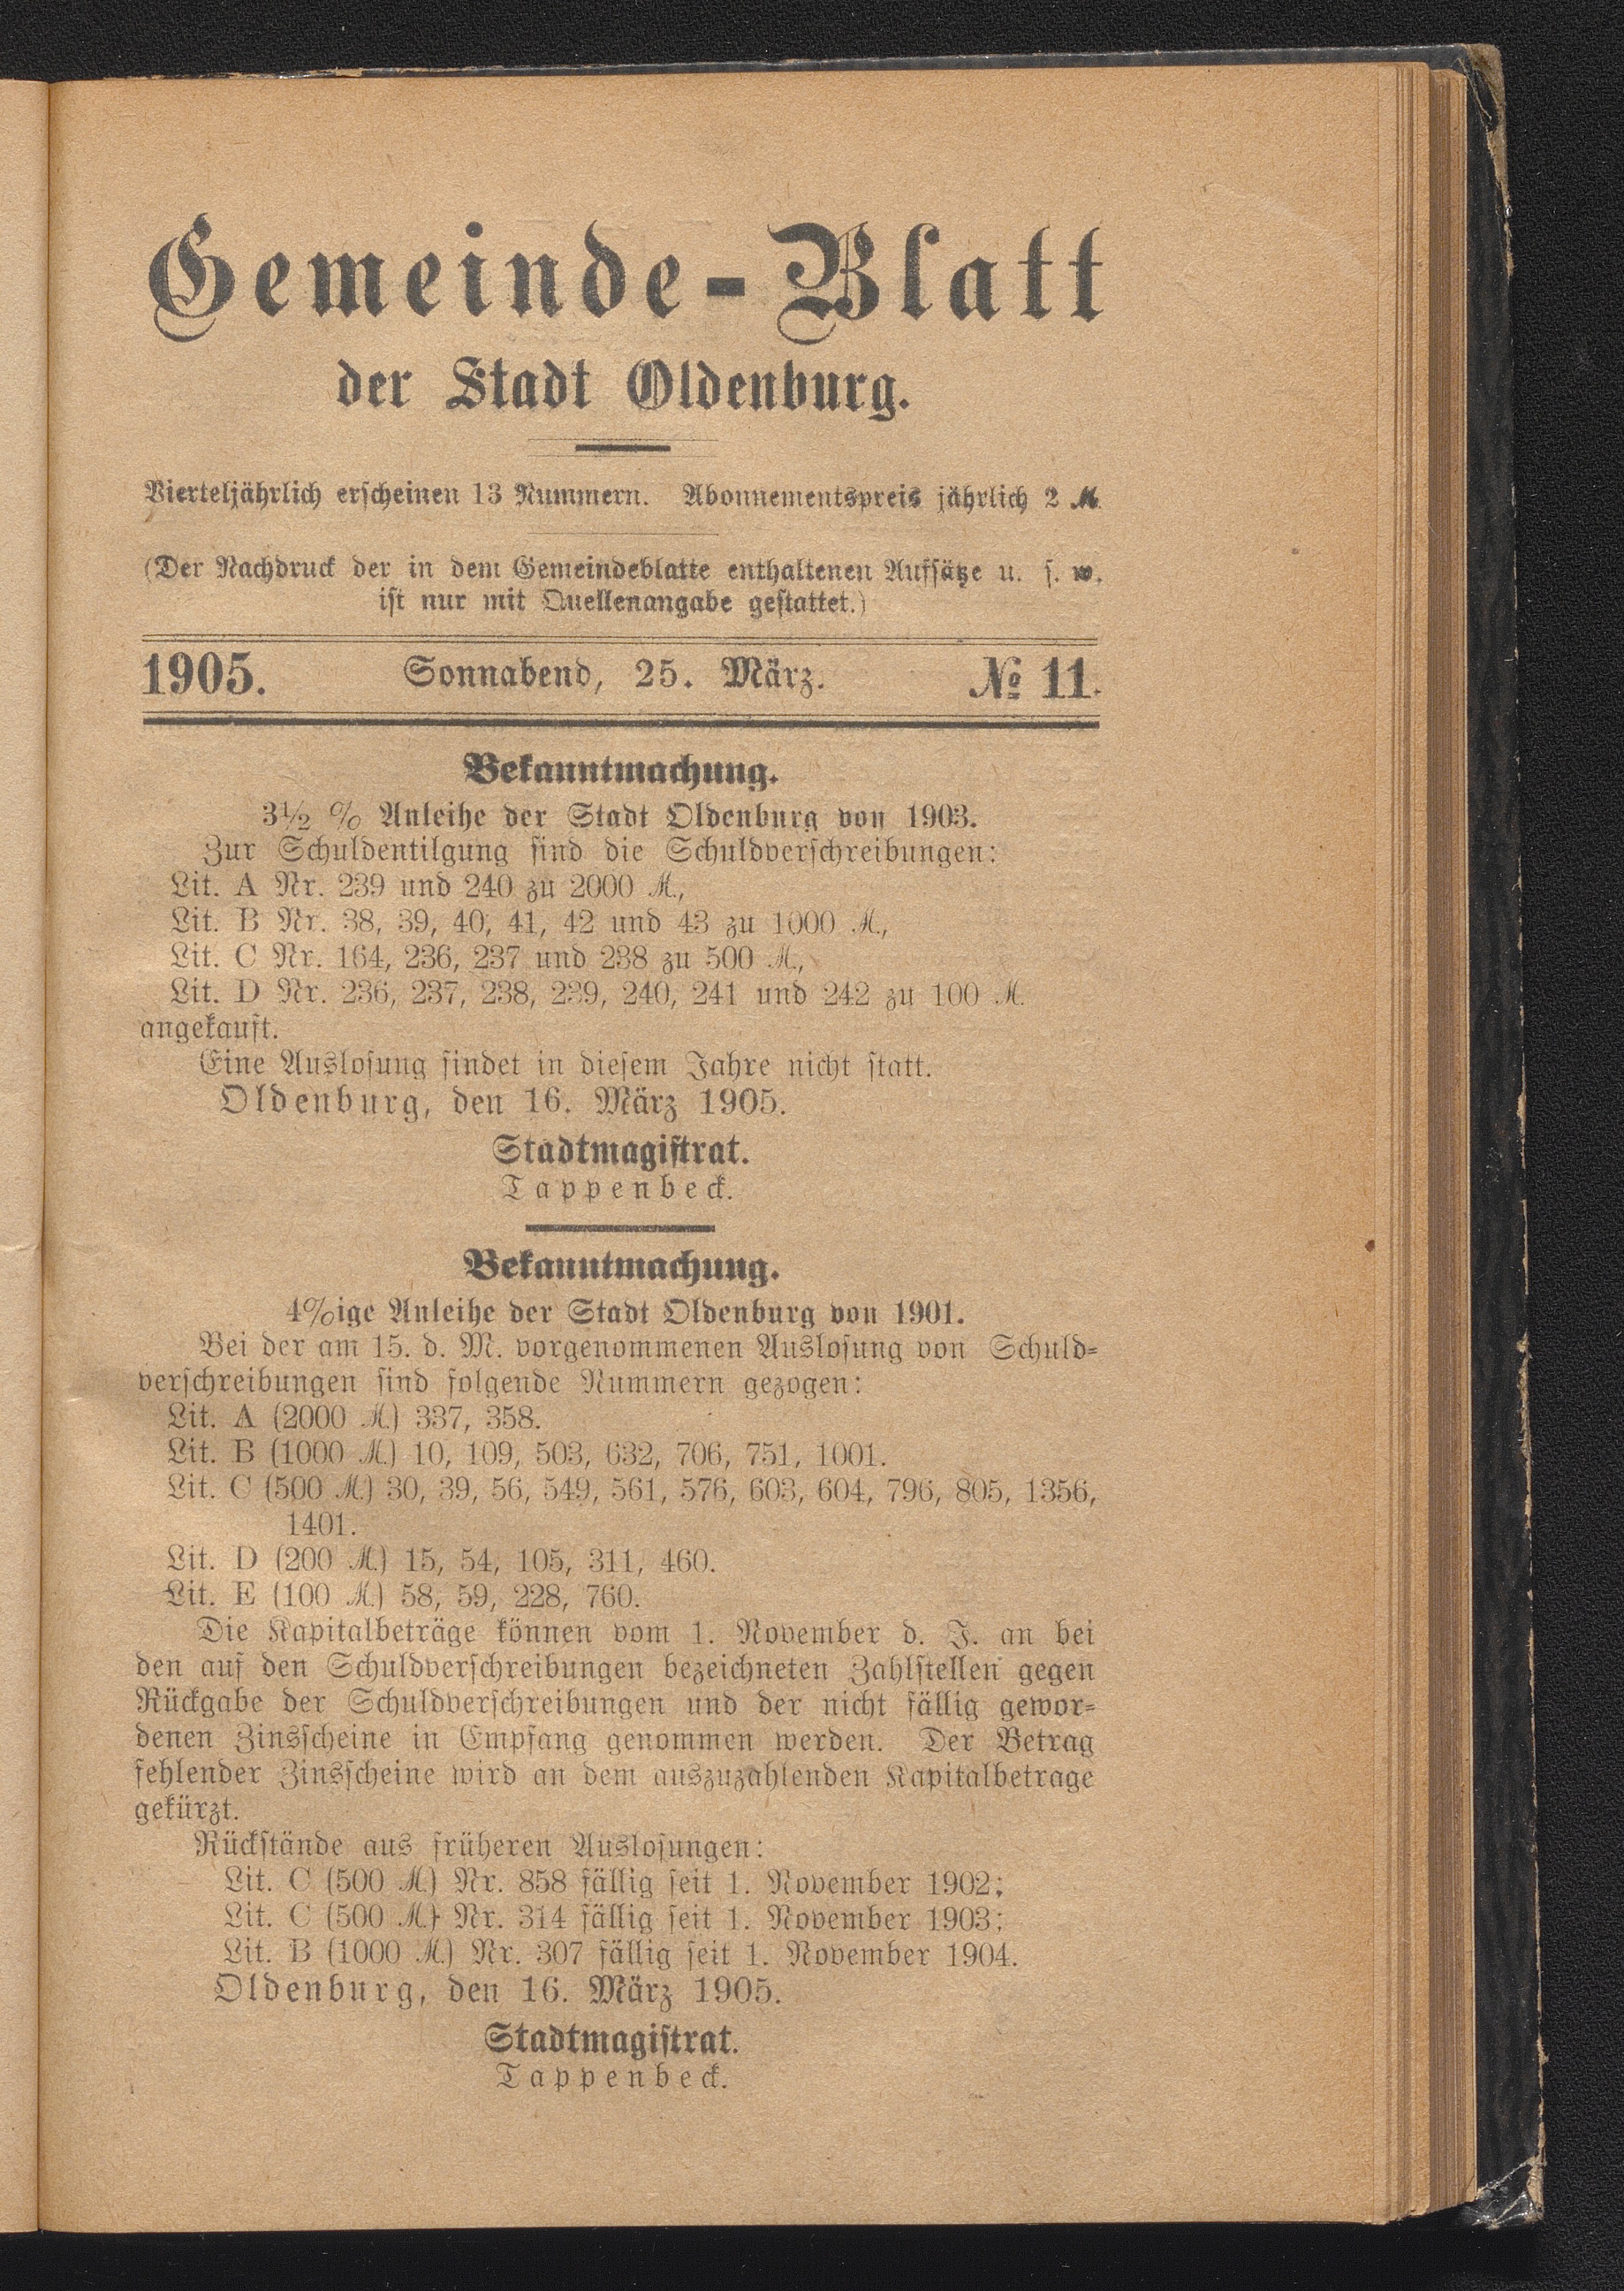 Gemeinde-Blatt
der Stadt Oldenburg.
Vierteljährlich erscheinen 13 Nummern. Abonnementspreis jährlich 2 ℳ
(Der Nachdruck der in dem Gemeindeblatte enthaltenen Aufsätze u. s. w.
ist nur mit Quellenangabe gestattet.)
1905. Sonnabend, 25. März. № 11.
Bekanntmachung.
3½ % Anleihe der Stadt Oldenburg von 1903.
Zur Schuldentilgung sind die Schuldverschreibungen:
Lit. A Nr. 239 und 240 zu 2000 ℳ,
Lit. B Nr. 38, 39, 40, 41, 42 und 43 zu 1000 ℳ,
Lit. C Nr. 164, 236, 237 und 238 zu 500 ℳ,
Lit. D Nr. 236, 237, 238, 239, 240, 241 und 242 zu 100 ℳ
angekauft.
Eine Auslosung findet in diesem Jahre nicht statt.
Oldenburg, den 16. März 1905.
Stadtmagistrat.
Tappenbeck.
Bekanntmachung.
4%ige Anleihe der Stadt Oldenburg von 1901.
Bei der am 15. d. M. vorgenommenen Auslosung von Schuld-
verschreibungen sind folgende Nummern gezogen:
Lit. A (2000 ℳ) 337, 358.
Lit. B (1000 ℳ) 10, 109, 503, 632, 706, 751, 1001.
Lit. C (500 ℳ) 30, 39, 56, 549, 561, 576, 603, 604, 796, 805, 1356,
1401.
Lit. D (200 ℳ) 15, 54, 105, 311, 460.
Lit. E (100 ℳ) 58, 59, 228, 760.
Die Kapitalbeträge können vom 1. November d. J. an bei
den auf den Schuldverschreibungen bezeichneten Zahlstellen gegen
Rückgabe der Schuldverschreibungen und der nicht fällig gewor-
denen Zinsscheine in Empfang genommen werden. Der Betrag
fehlender Zinsscheine wird an dem auszuzahlenden Kapitalbetrage
gekürzt.
Rückstände aus früheren Auslosungen:
Lit. C (500 ℳ) Nr. 858 fällig seit 1. November 1902;
Lit. C (500 ℳ) Nr. 314 fällig seit 1. November 1903;
Lit. B (1000 ℳ) Nr. 307 fällig seit 1. November 1904.
Oldenburg, den 16. März 1905.
Stadtmagistrat.
Tappenbeck.